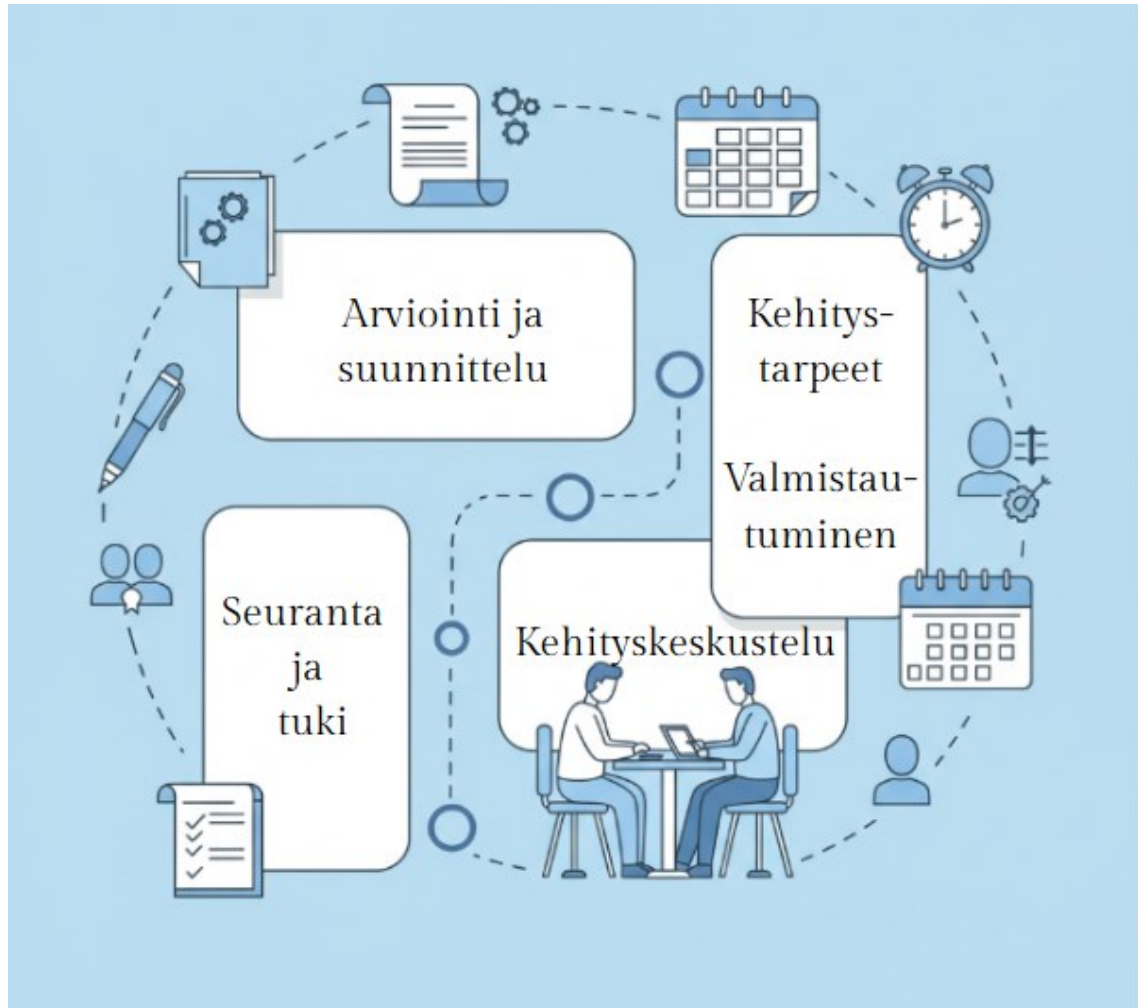 Arviointi ja
suunnittelu
Kehitys-
tarpeet
Valmistau-
tuminen
Kehityskeskustelu
Seuranta
ja
tuki